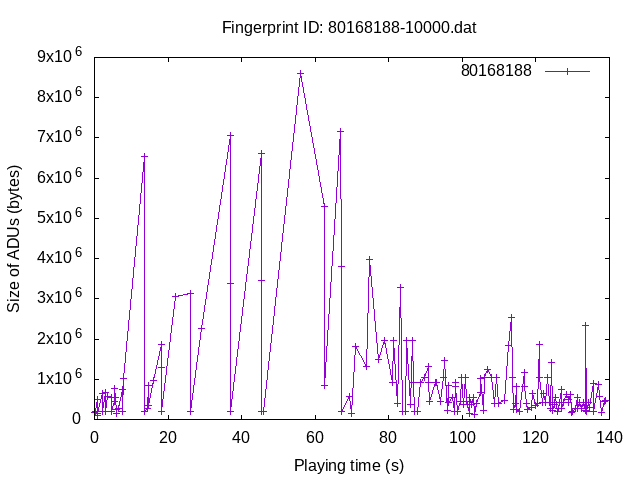 Fingerprint ID: 80168188-10000.dat
80168188
9x10^6
8x10^6
7x10^6
6x10^6
5x10^6
4x10^6
3x10^6
2x10^6
1x10^6
0
Size of ADUs (bytes)
0 20 40 60 80 100 120 140
Playing time (s)